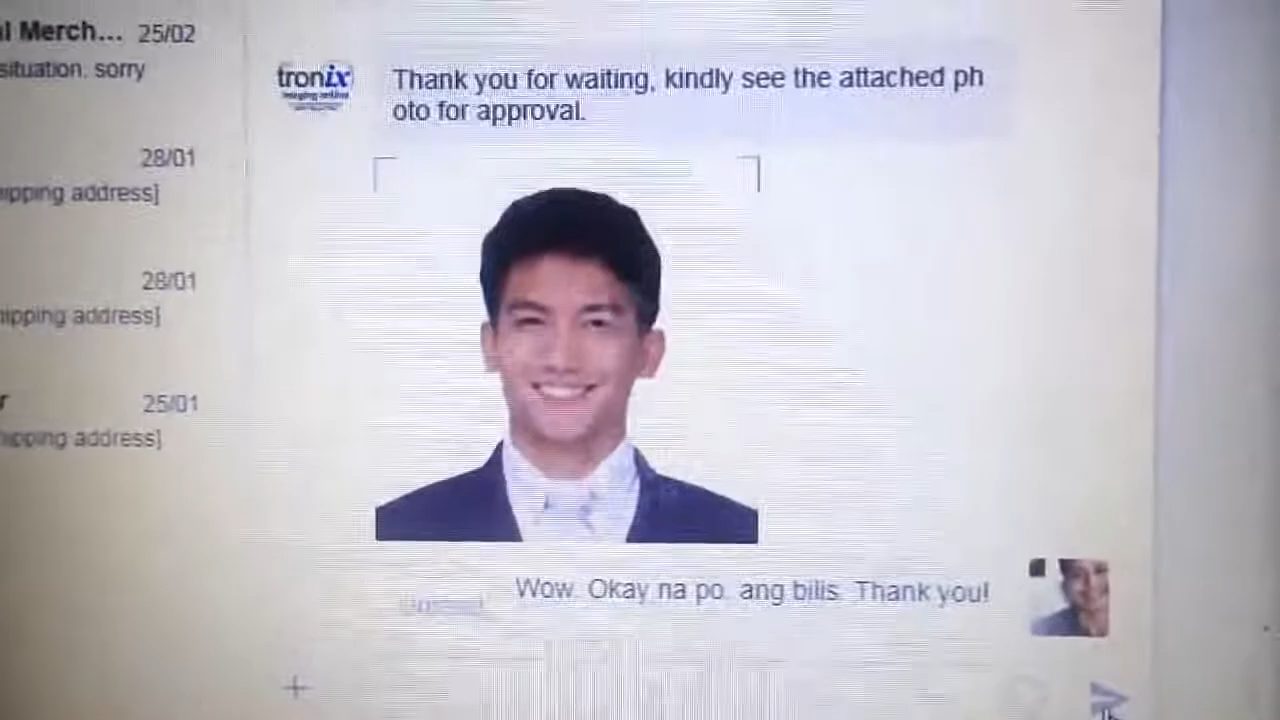 l Merch... 25/02
situation. sorry
28/01
ipping address]
28/01
ipping address]
r 25/01
ipping address]
tronix
imaging online
Thank you for waiting, kindly see the attached ph
oto for approval.
Wow. Okay na po. ang bilis. Thank you!